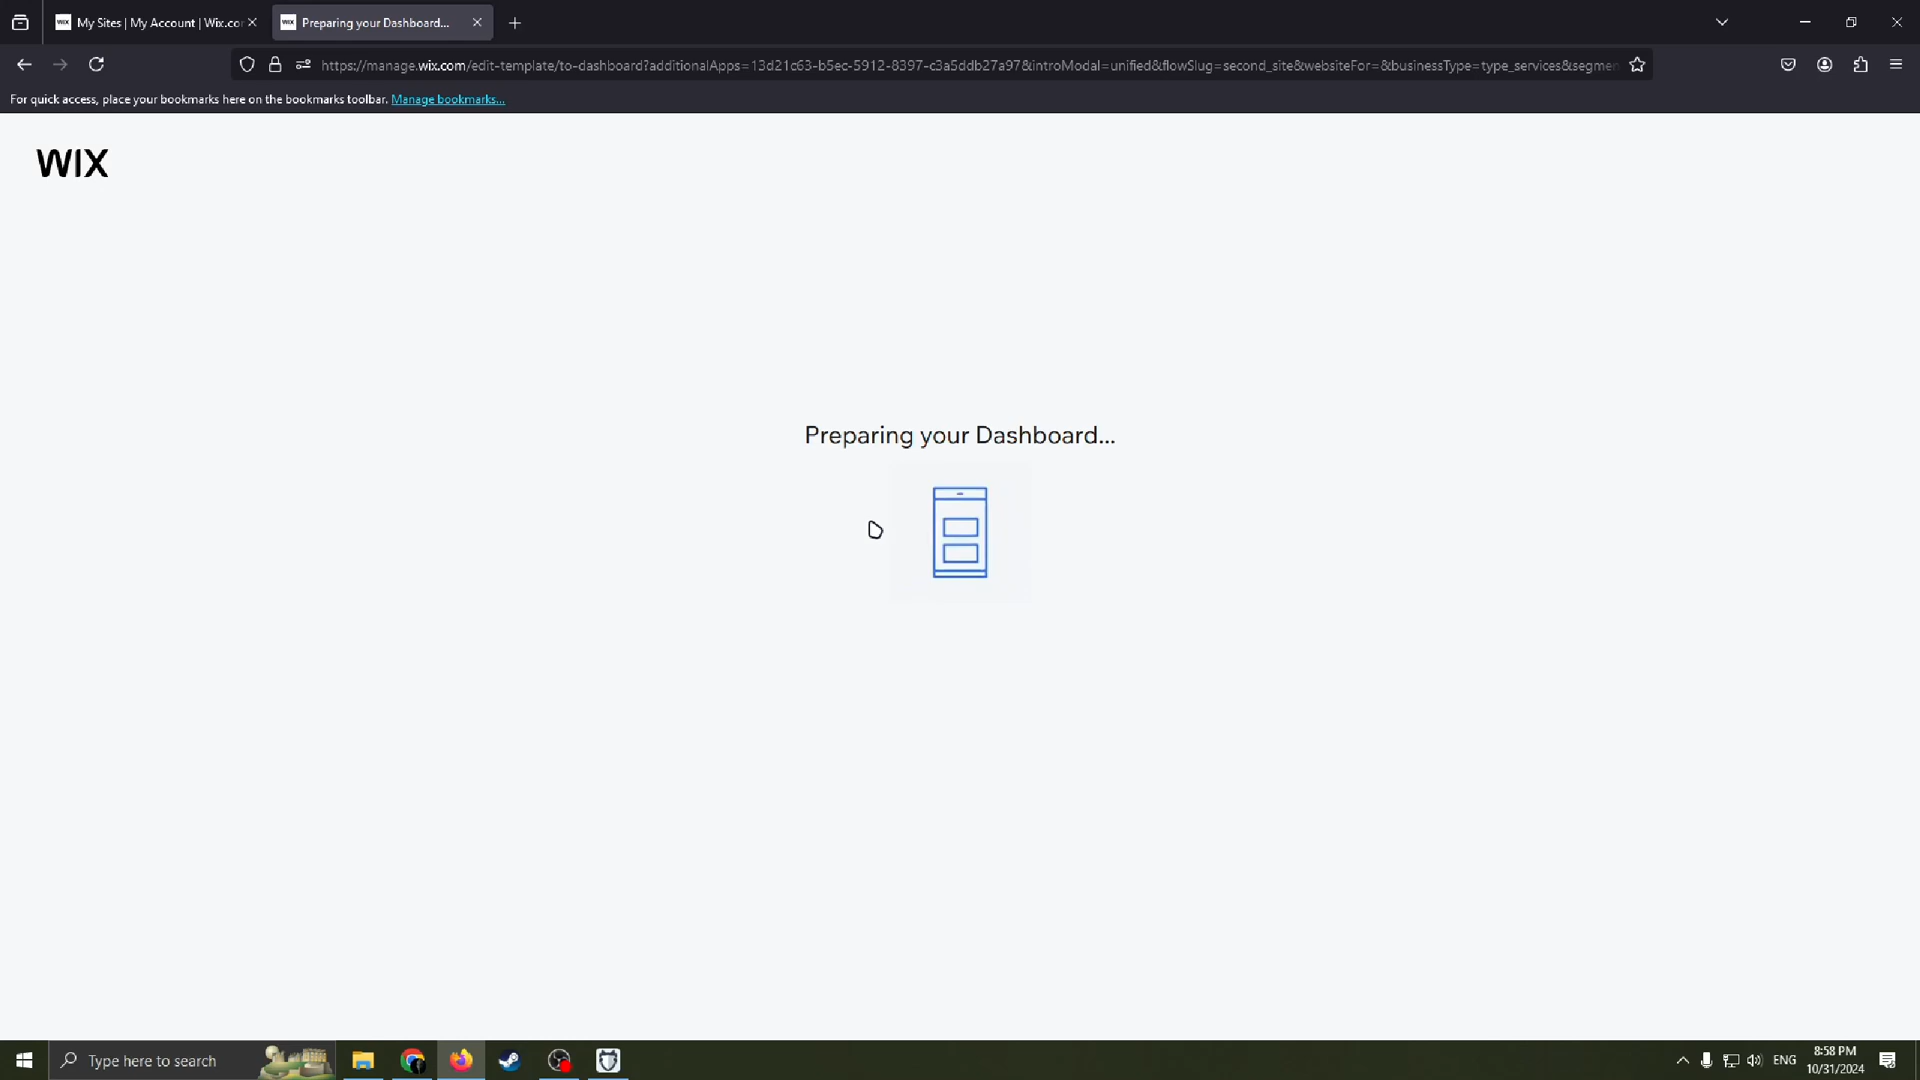 WIX My Sites | My Account | Wix.cor
WIX Preparing your Dashboard...
https://manage.wix.com/edit-template/to-dashboard?additionalApps=13d21c63-b5ec-5912-8397-c3a5ddb27a97&introModal=unified&flowSlug=second_site&websiteFor=&businessType=type_services&segmen
For quick access, place your bookmarks here on the bookmarks toolbar. Manage bookmarks...
WIX
Preparing your Dashboard...
Type here to search
ENG
8:58 PM
10/31/2024